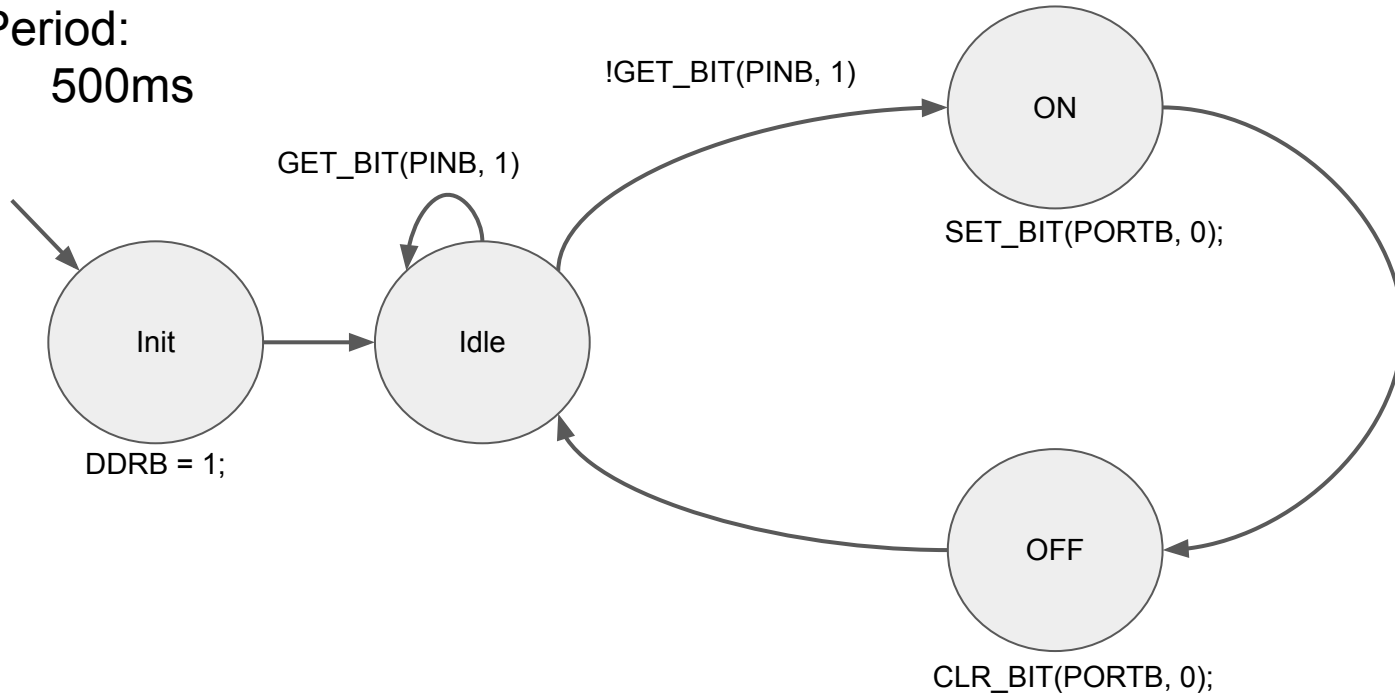 Period:
500ms
!GET_BIT(PINB, 1)
ON
GET_BIT(PINB, 1)
SET_BIT(PORTB, 0);
Init
Idle
DDRB = 1;
OFF
CLR_BIT(PORTB, 0);